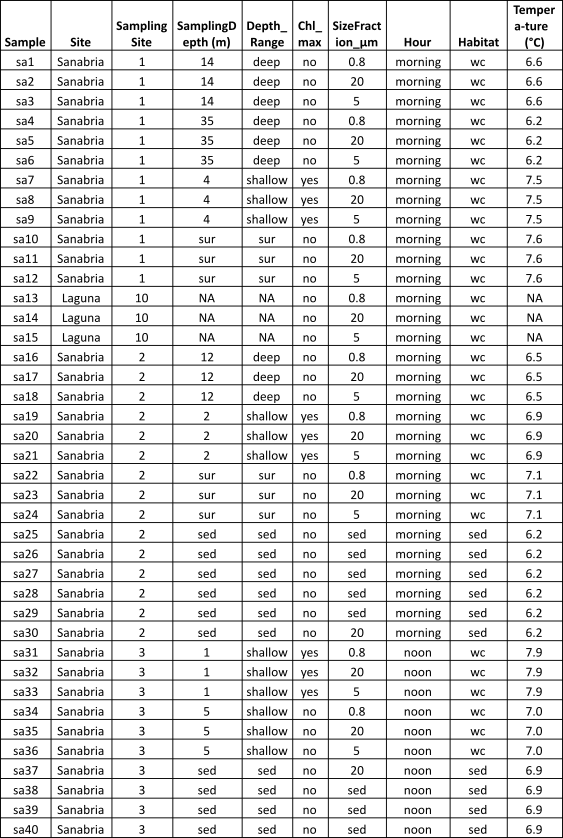 Temper
Sampling SamplingD Depth_ Chl_ SizeFract a-ture
Sample Site Site epth (m) Range max ion_µm Hour Habitat (°C)
sa1 Sanabria 1 14 deep no 0.8 morning wc 6.6
sa2 Sanabria 1 14 deep no 20 morning wc 6.6
sa3 Sanabria 1 14 deep no 5 morning wc 6.6
sa4 Sanabria 1 35 deep no 0.8 morning wc 6.2
sa5 Sanabria 1 35 deep no 20 morning wc 6.2
sa6 Sanabria 1 35 deep no 5 morning wc 6.2
sa7 Sanabria 1 4 shallow yes 0.8 morning wc 7.5
sa8 Sanabria 1 4 shallow yes 20 morning wc 7.5
sa9 Sanabria 1 4 shallow yes 5 morning wc 7.5
sa10 Sanabria 1 sur sur no 0.8 morning wc 7.6
sa11 Sanabria 1 sur sur no 20 morning wc 7.6
sa12 Sanabria 1 sur sur no 5 morning wc 7.6
sa13 Laguna 10 NA NA no 0.8 morning wc NA
sa14 Laguna 10 NA NA no 20 morning wc NA
sa15 Laguna 10 NA NA no 5 morning wc NA
sa16 Sanabria 2 12 deep no 0.8 morning wc 6.5
sa17 Sanabria 2 12 deep no 20 morning wc 6.5
sa18 Sanabria 2 12 deep no 5 morning wc 6.5
sa19 Sanabria 2 2 shallow yes 0.8 morning wc 6.9
sa20 Sanabria 2 2 shallow yes 20 morning wc 6.9
sa21 Sanabria 2 2 shallow yes 5 morning wc 6.9
sa22 Sanabria 2 sur sur no 0.8 morning wc 7.1
sa23 Sanabria 2 sur sur no 20 morning wc 7.1
sa24 Sanabria 2 sur sur no 5 morning wc 7.1
sa25 Sanabria 2 sed sed no sed morning sed 6.2
sa26 Sanabria 2 sed sed no sed morning sed 6.2
sa27 Sanabria 2 sed sed no sed morning sed 6.2
sa28 Sanabria 2 sed sed no sed morning sed 6.2
sa29 Sanabria 2 sed sed no sed morning sed 6.2
sa30 Sanabria 2 sed sed no 20 morning sed 6.2
sa31 Sanabria 3 1 shallow yes 0.8 noon wc 7.9
sa32 Sanabria 3 1 shallow yes 20 noon wc 7.9
sa33 Sanabria 3 1 shallow yes 5 noon wc 7.9
sa34 Sanabria 3 5 shallow no 0.8 noon wc 7.0
sa35 Sanabria 3 5 shallow no 20 noon wc 7.0
sa36 Sanabria 3 5 shallow no 5 noon wc 7.0
sa37 Sanabria 3 sed sed no 20 noon sed 6.9
sa38 Sanabria 3 sed sed no sed noon sed 6.9
sa39 Sanabria 3 sed sed no sed noon sed 6.9
sa40 Sanabria 3 sed sed no sed noon sed 6.9